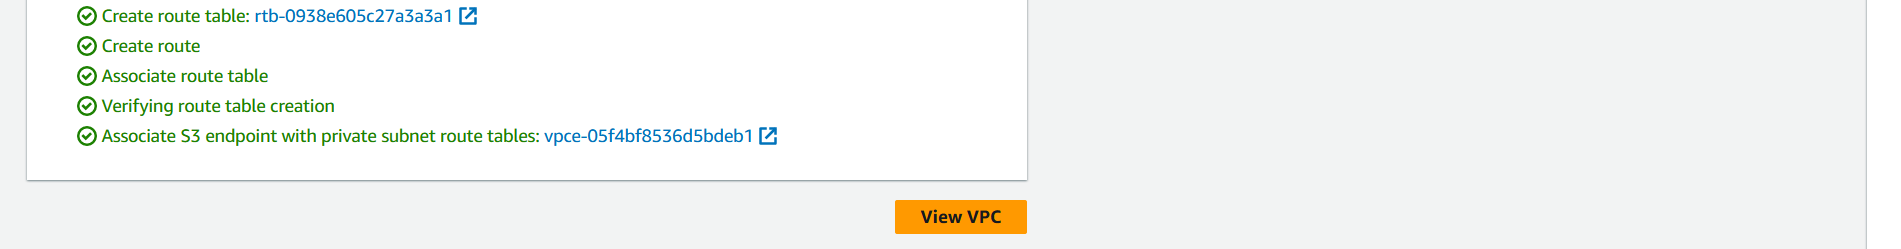 Create route table: rtb-0938e605c27a3a3a1
Create route
Associate route table
Verifying route table creation
Associate S3 endpoint with private subnet route tables: vpce-05f4bf8536d5bdeb1
View VPC